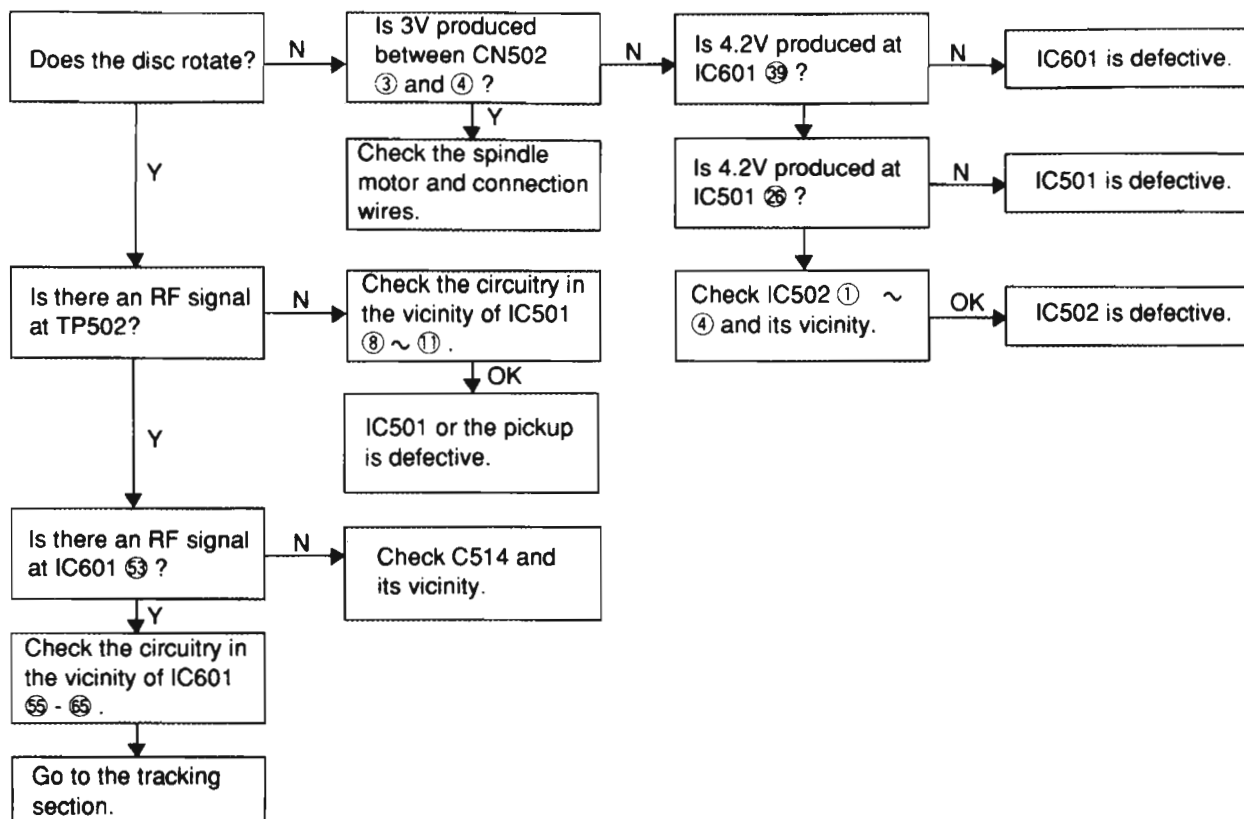 Does the disc rotate?
N
Is 3V produced
between CN502
③ and ④ ?
N
Is 4.2V produced at
IC601 ㊴ ?
N
IC601 is defective.
Y
Y
Check the spindle
motor and connection
wires.
Is 4.2V produced at
IC501 ㉖ ?
N
IC501 is defective.
Is there an RF signal
at TP502?
N
Check the circuitry in
the vicinity of IC501
⑧ ~ ⑪ .
Check IC502 ① ~
④ and its vicinity.
OK
IC502 is defective.
OK
Y
IC501 or the pickup
is defective.
Is there an RF signal
at IC601 53 ?
N
Check C514 and
its vicinity.
Y
Check the circuitry in
the vicinity of IC601
55 - 65 .
Go to the tracking
section.